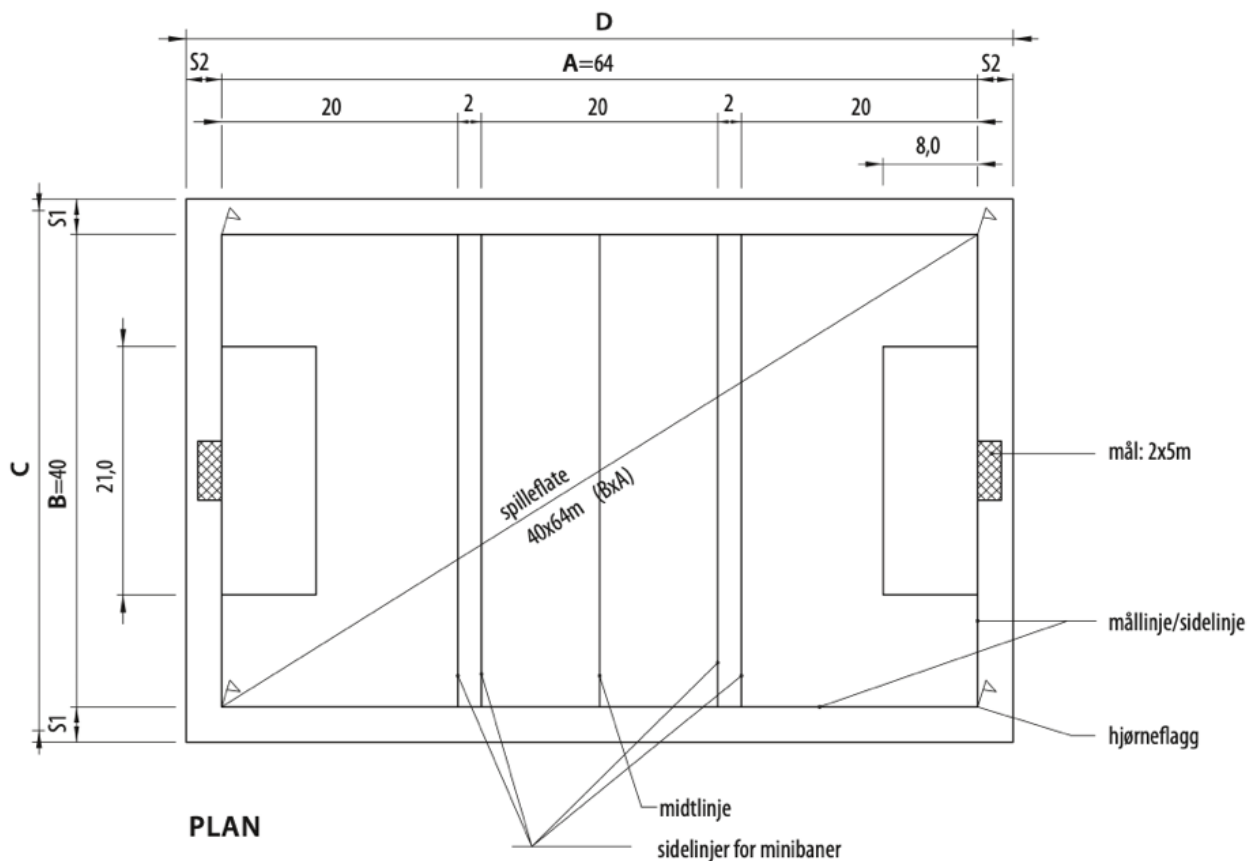 D
S2
A=64
S2
20
2
20
2
20
8,0
S1
C
B=40
21,0
spilleflate
40x64m (BxA)
mål: 2x5m
mållinje/sidelinje
S1
hjørneflagg
midtlinje
PLAN
sidelinjer for minibaner